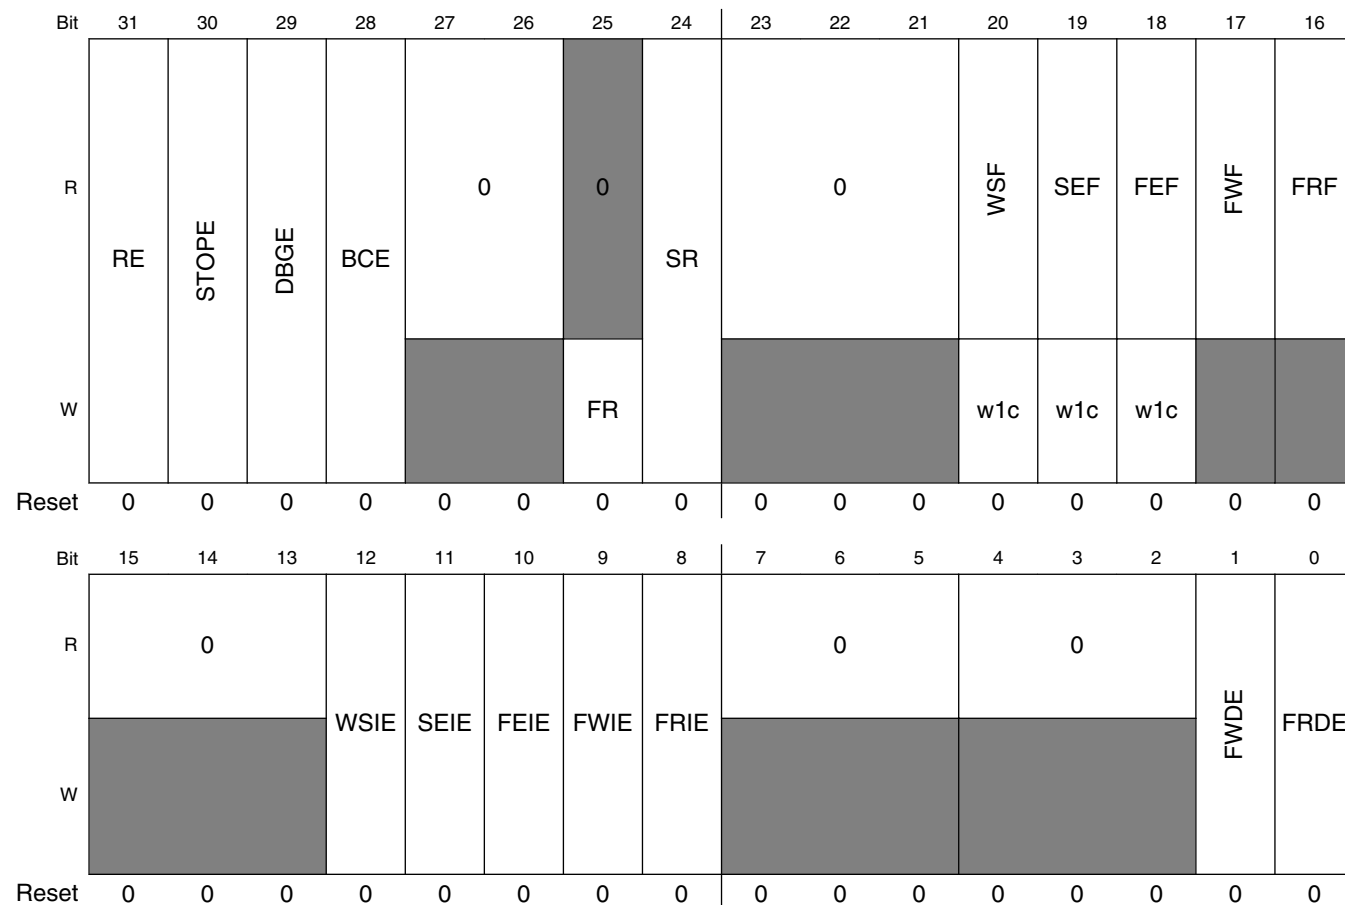 Bit 31 30 29 28 27 26 25 24 23 22 21 20 19 18 17 16
R 0 0 0 WSF SEF FEF FWF FRF
RE STOPE DBGE BCE SR
W FR w1c w1c w1c
Reset 0 0 0 0 0 0 0 0 0 0 0 0 0 0 0 0
Bit 15 14 13 12 11 10 9 8 7 6 5 4 3 2 1 0
R 0 0 0
WSIE SEIE FEIE FWIE FRIE FWDE FRDE
W
Reset 0 0 0 0 0 0 0 0 0 0 0 0 0 0 0 0